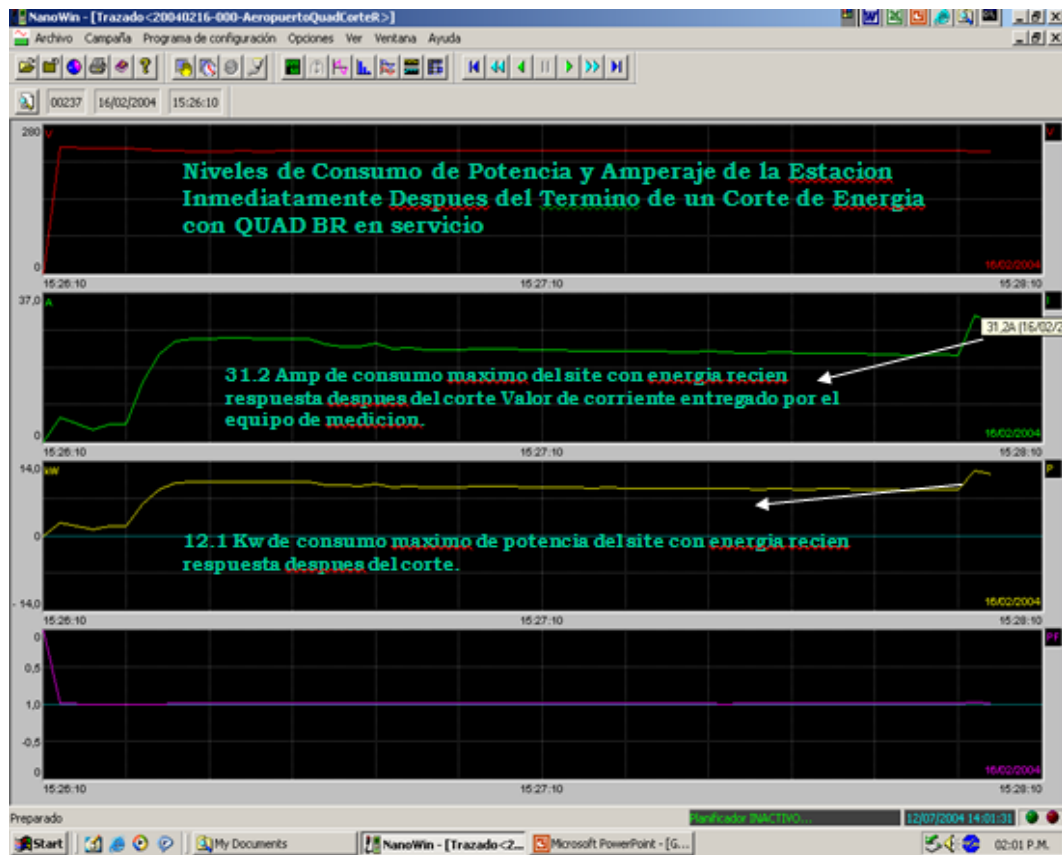 NanoWin - [Trazado<20040216-000-AeropuertoQuadCorteR>]
Archivo Campaña Programa de configuración Opciones Ver Ventana Ayuda
00237 16/02/2004 15:26:10
280 V V
Niveles de Consumo de Potencia y Amperaje de la Estacion
Inmediatamente Despues del Termino de un Corte de Energia
con QUAD BR en servicio
0 16/02/2004
15:26:10 15:27:10 15:28:10
37,0 A I
31,2A (16/02/2
31.2 Amp de consumo maximo del site con energia recien
respuesta despues del corte Valor de corriente entregado por el
equipo de medicion.
0 16/02/2004
15:26:10 15:27:10 15:28:10
14,0 kW P
0
12.1 Kw de consumo maximo de potencia del site con energia recien
respuesta despues del corte.
- 14,0 16/02/2004
15:26:10 15:27:10 15:28:10
0 PF
0,5
1,0
-0,5
0 16/02/2004
15:26:10 15:27:10 15:28:10
Preparado Planificador INACTIVO... 12/07/2004 14:01:31
Start My Documents NanoWin - [Trazado<2... Microsoft PowerPoint - [G... 02:01 P.M.